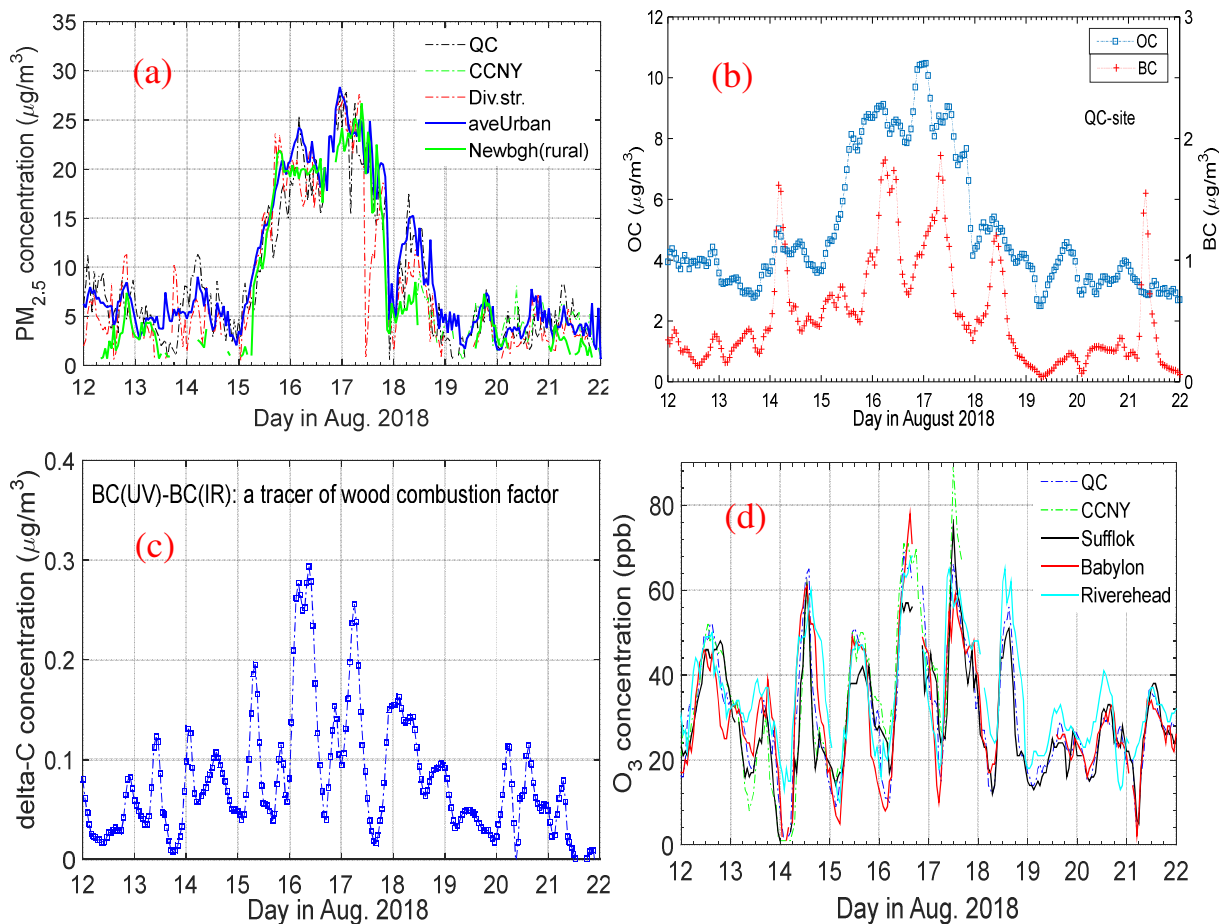 (a)
PM2.5 concentration (μg/m3)
35
30
25
20
15
10
5
0
QC
CCNY
Div.str.
aveUrban
Newbgh(rural)
12 13 14 15 16 17 18 19 20 21 22
Day in Aug. 2018
(b)
OC (μg/m3)
12
10
8
6
4
2
0
OC
BC
QC-site
3
2
1
0
BC (μg/m3)
12 13 14 15 16 17 18 19 20 21 22
Day in August 2018
BC(UV)-BC(IR): a tracer of wood combustion factor
(c)
delta-C concentration (μg/m3)
0.4
0.3
0.2
0.1
0
12 13 14 15 16 17 18 19 20 21 22
Day in Aug. 2018
(d)
O3 concentration (ppb)
80
60
40
20
0
QC
CCNY
Sufflok
Babylon
Riverehead
12 13 14 15 16 17 18 19 20 21 22
Day in Aug. 2018